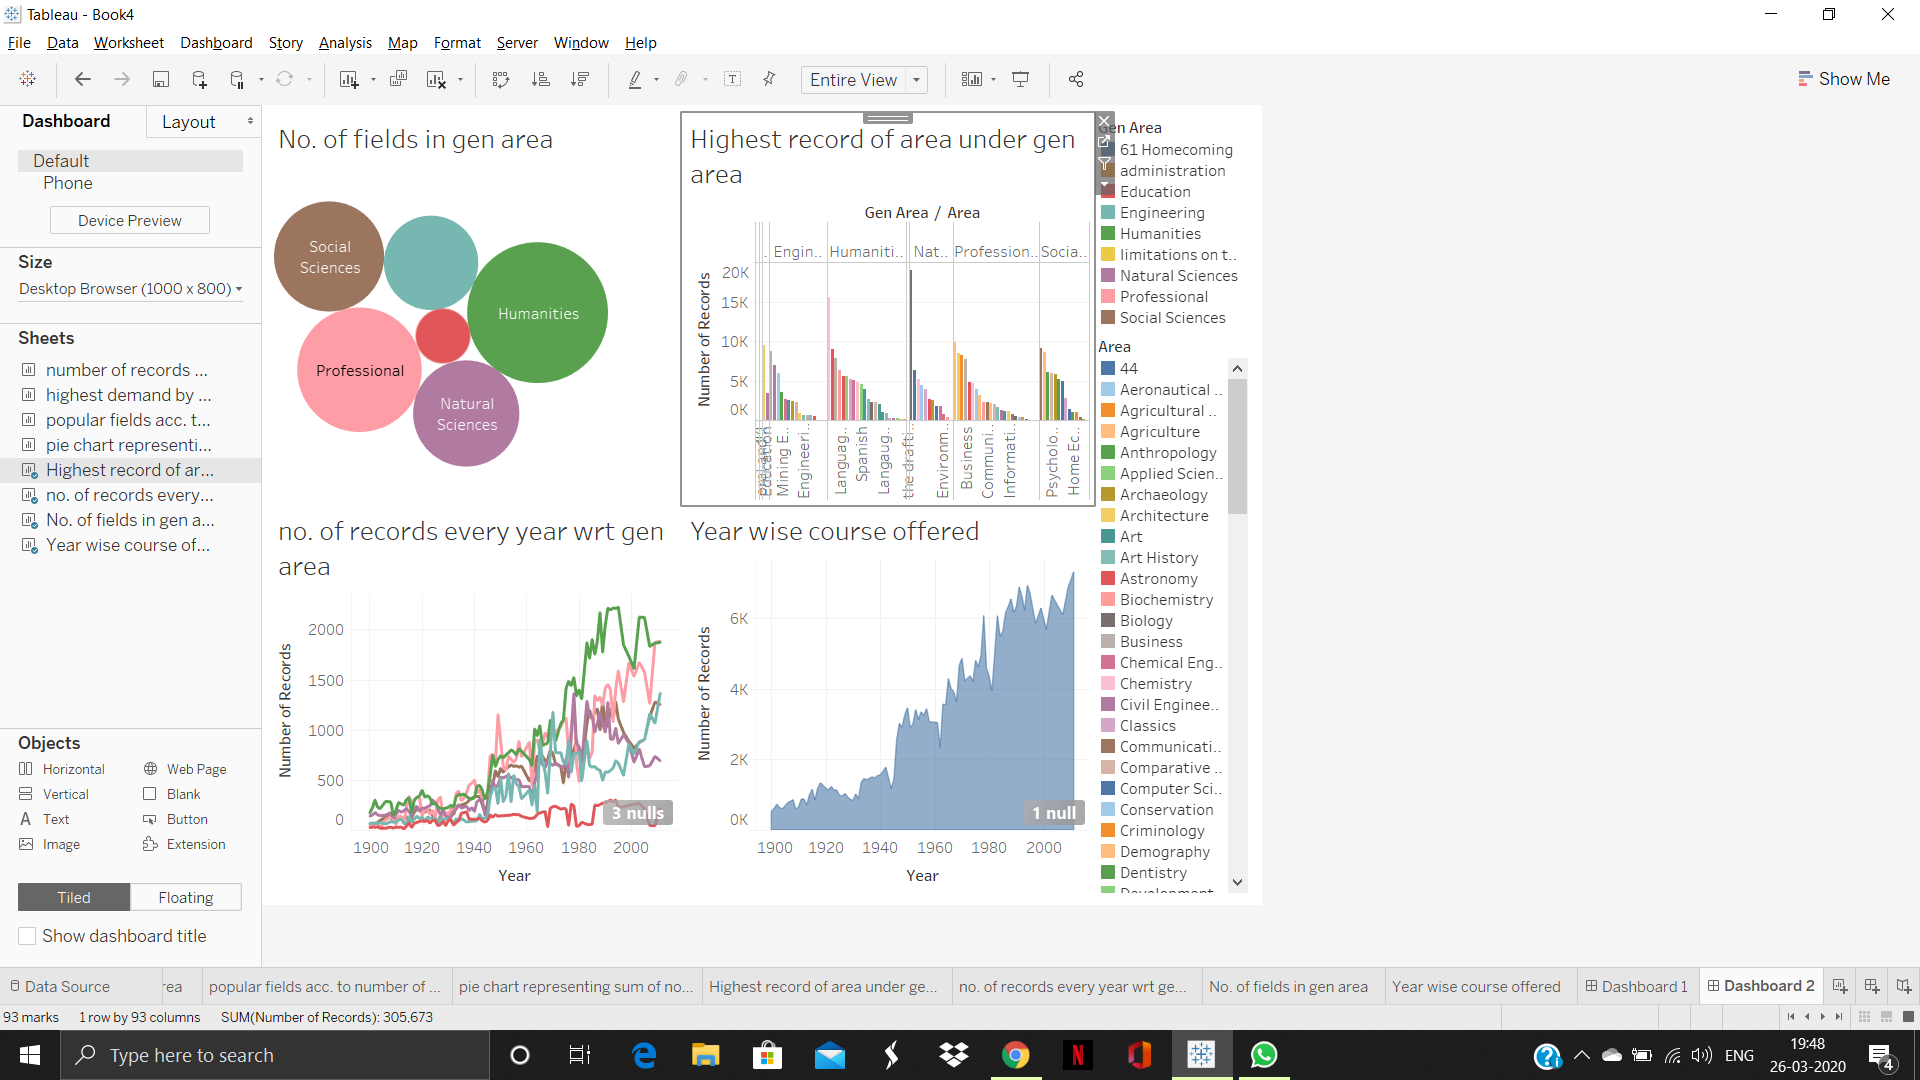 Tableau - Book4
File Data Worksheet Dashboard Story Analysis Map Format Server Window Help
Entire View
Show Me
Dashboard Layout
Default
Phone
Device Preview
Size
Desktop Browser (1000 x 800)
Sheets
number of records ...
highest demand by ...
popular fields acc. t...
pie chart representi...
Highest record of ar...
no. of records every...
No. of fields in gen a...
Year wise course of...
Objects
Horizontal Web Page
Vertical Blank
Text Button
Image Extension
Tiled Floating
Show dashboard title
No. of fields in gen area
Social
Sciences
Humanities
Professional
Natural
Sciences
Highest record of area under gen
area
Gen Area / Area
. Engin.. Humaniti.. Nat.. Profession.. Socia..
Number of Records
20K
15K
10K
5K
0K
Education
Mining E..
Engineeri..
Languag..
Spanish
Langaug..
the drafti..
Environm..
Business
Communi..
Informati..
Psycholo..
Home Ec..
no. of records every year wrt gen
area
Number of Records
2000
1500
1000
500
0
3 nulls
1900 1920 1940 1960 1980 2000
Year
Year wise course offered
Number of Records
6K
4K
2K
0K
1 null
1900 1920 1940 1960 1980 2000
Year
Gen Area
61 Homecoming
administration
Education
Engineering
Humanities
limitations on t..
Natural Sciences
Professional
Social Sciences
Area
44
Aeronautical ..
Agricultural ..
Agriculture
Anthropology
Applied Scien..
Archaeology
Architecture
Art
Art History
Astronomy
Biochemistry
Biology
Business
Chemical Eng..
Chemistry
Civil Enginee..
Classics
Communicati..
Comparative ..
Computer Sci..
Conservation
Criminology
Demography
Dentistry
Development
Data Source
rea
popular fields acc. to number of ...
pie chart representing sum of no...
Highest record of area under ge...
no. of records every year wrt ge...
No. of fields in gen area
Year wise course offered
Dashboard 1
Dashboard 2
93 marks 1 row by 93 columns SUM(Number of Records): 305,673
Type here to search
ENG
19:48
26-03-2020
4